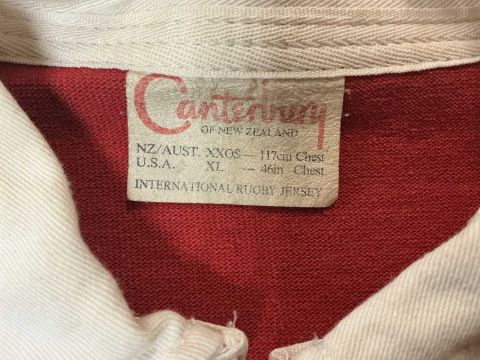 Canterbury
OF NEW ZEALAND
NZ/AUST. XXOS — 117cm Chest
U.S.A. XL — 46in Chest
INTERNATIONAL RUGBY JERSEY